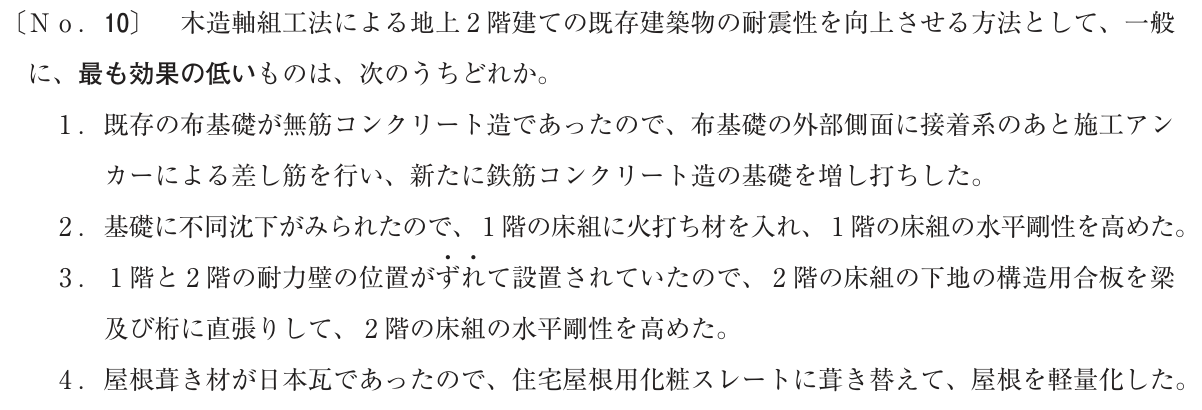 〔Ｎｏ．10〕　木造軸組工法による地上２階建ての既存建築物の耐震性を向上させる方法として、一般
に、最も効果の低いものは、次のうちどれか。
１．既存の布基礎が無筋コンクリート造であったので、布基礎の外部側面に接着系のあと施工アン
カーによる差し筋を行い、新たに鉄筋コンクリート造の基礎を増し打ちした。
２．基礎に不同沈下がみられたので、１階の床組に火打ち材を入れ、１階の床組の水平剛性を高めた。
３．１階と２階の耐力壁の位置がずれて設置されていたので、２階の床組の下地の構造用合板を梁
及び桁に直張りして、２階の床組の水平剛性を高めた。
４．屋根葺き材が日本瓦であったので、住宅屋根用化粧スレートに葺き替えて、屋根を軽量化した。